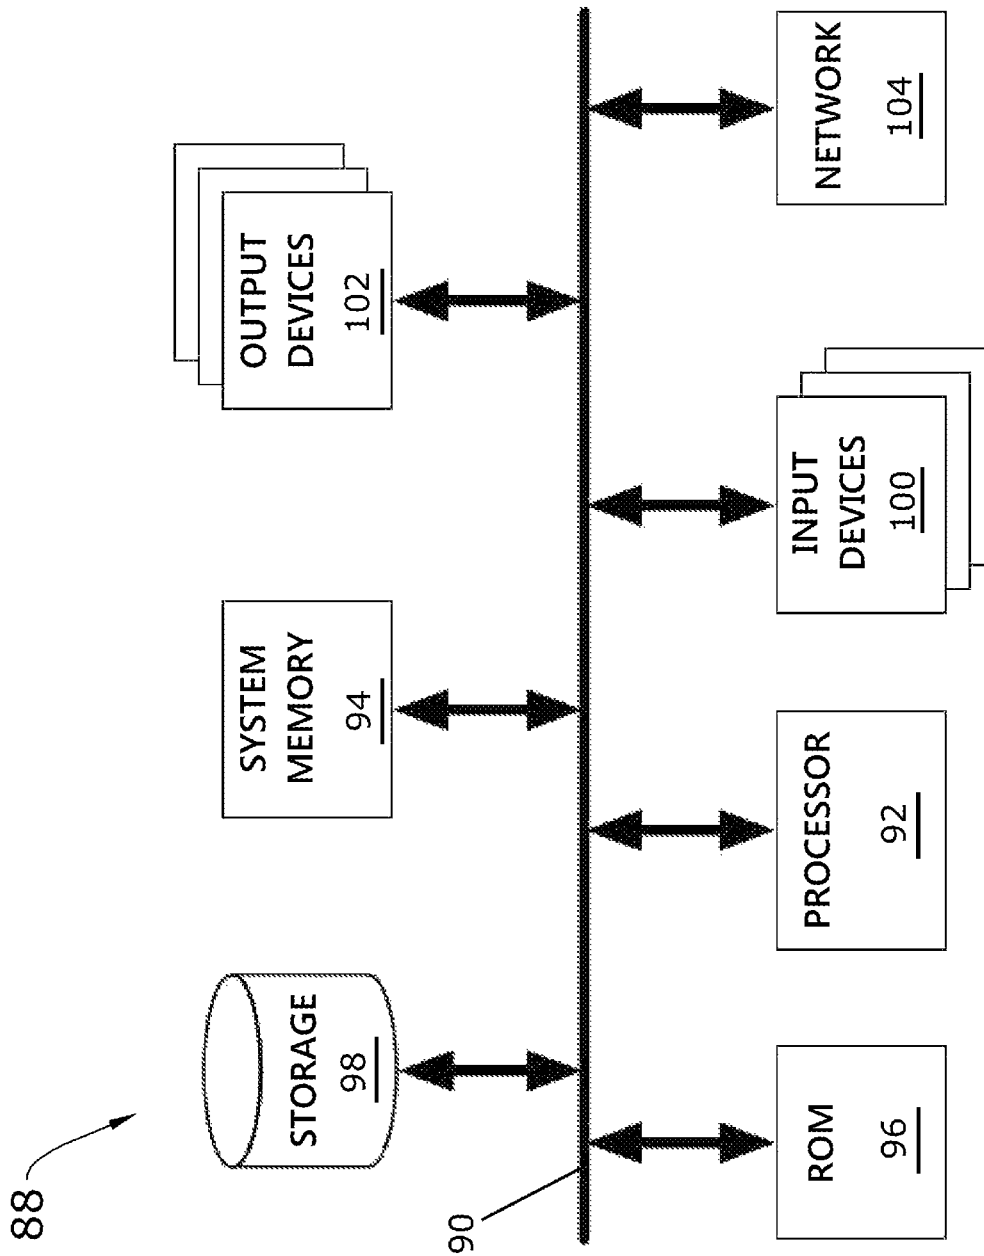 88
STORAGE
98
SYSTEM
MEMORY
94
OUTPUT
DEVICES
102
90
ROM
96
PROCESSOR
92
INPUT
DEVICES
100
NETWORK
104